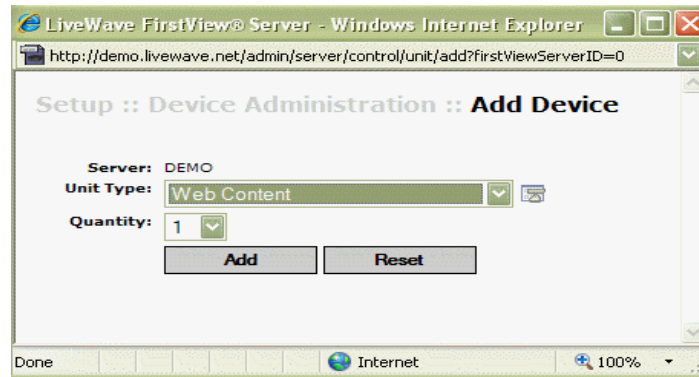 LiveWave FirstView® Server - Windows Internet Explorer
http://demo.livewave.net/admin/server/control/unit/add?firstViewServerID=0
Setup :: Device Administration :: Add Device
Server: DEMO
Unit Type: Web Content
Quantity: 1
Add Reset
Done Internet 100%